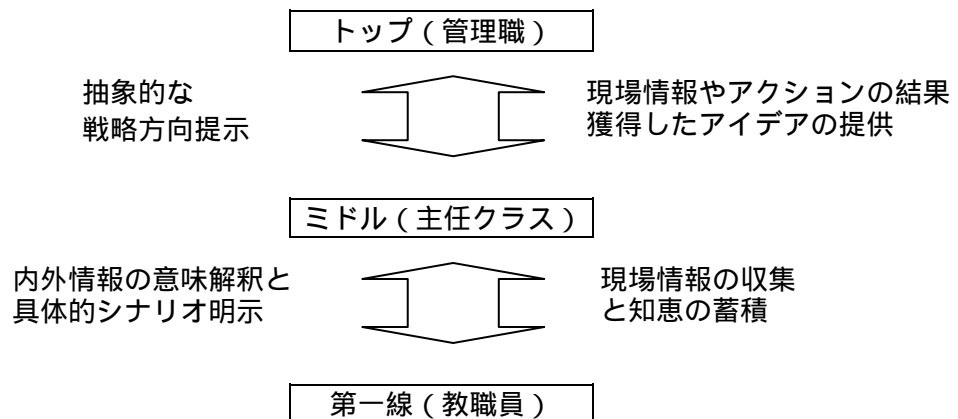 トップ(管理職)
抽象的な
戦略方向提示
現場情報やアクションの結果
獲得したアイデアの提供
ミドル(主任クラス)
内外情報の意味解釈と
具体的シナリオ明示
現場情報の収集
と知恵の蓄積
第一線(教職員)